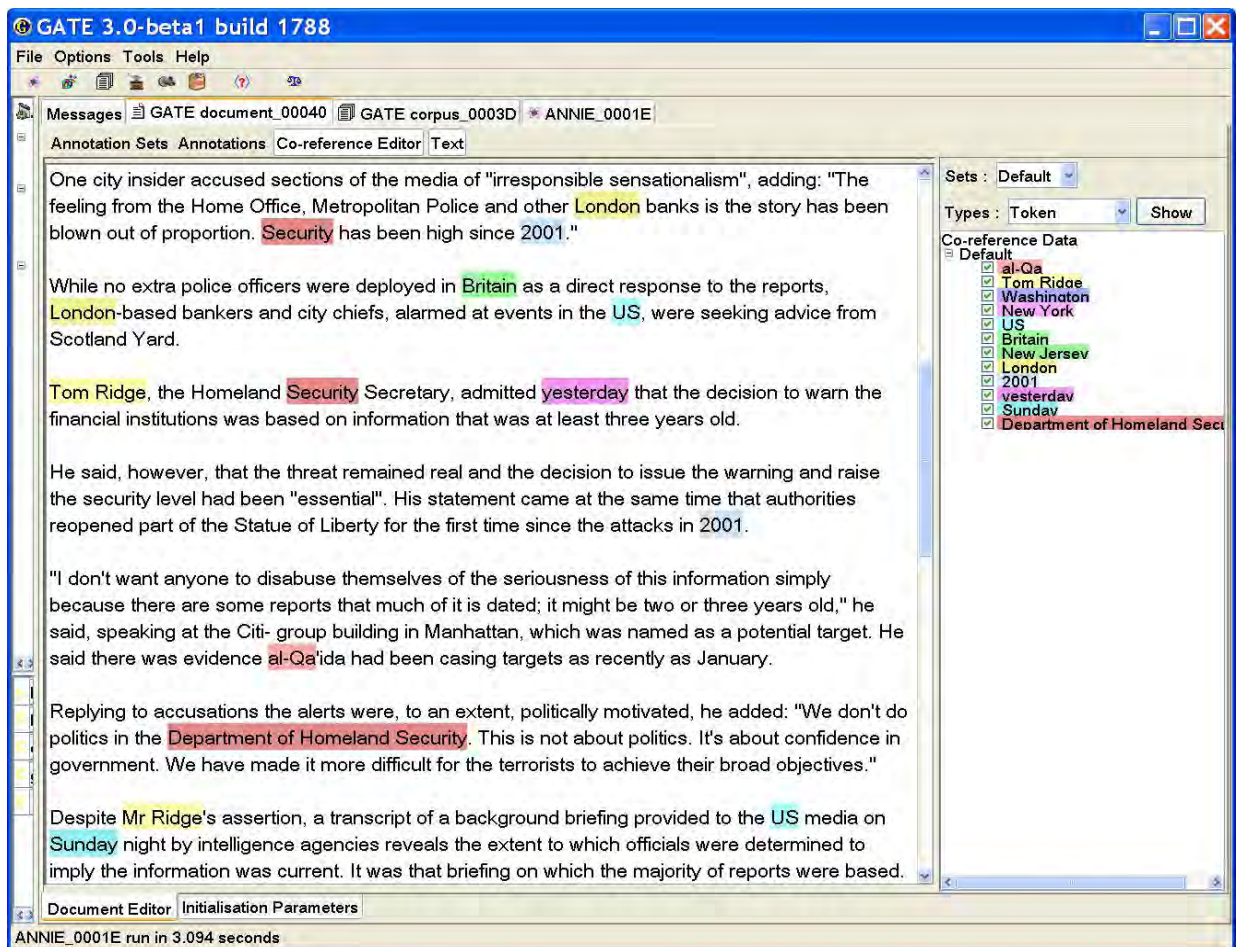 GATE 3.0-beta1 build 1788
File Options Tools Help
Messages GATE document_00040 GATE corpus_0003D ANNIE_0001E
Annotation Sets Annotations Co-reference Editor Text
One city insider accused sections of the media of "irresponsible sensationalism", adding: "The
feeling from the Home Office, Metropolitan Police and other London banks is the story has been
blown out of proportion. Security has been high since 2001."
While no extra police officers were deployed in Britain as a direct response to the reports,
London-based bankers and city chiefs, alarmed at events in the US, were seeking advice from
Scotland Yard.
Tom Ridge, the Homeland Security Secretary, admitted yesterday that the decision to warn the
financial institutions was based on information that was at least three years old.
He said, however, that the threat remained real and the decision to issue the warning and raise
the security level had been "essential". His statement came at the same time that authorities
reopened part of the Statue of Liberty for the first time since the attacks in 2001.
"I don't want anyone to disabuse themselves of the seriousness of this information simply
because there are some reports that much of it is dated; it might be two or three years old," he
said, speaking at the Citi- group building in Manhattan, which was named as a potential target. He
said there was evidence al-Qa'ida had been casing targets as recently as January.
Replying to accusations the alerts were, to an extent, politically motivated, he added: "We don't do
politics in the Department of Homeland Security. This is not about politics. It's about confidence in
government. We have made it more difficult for the terrorists to achieve their broad objectives."
Despite Mr Ridge's assertion, a transcript of a background briefing provided to the US media on
Sunday night by intelligence agencies reveals the extent to which officials were determined to
imply the information was current. It was that briefing on which the majority of reports were based.
Sets : Default
Types : Token Show
Co-reference Data
Default
al-Qa
Tom Ridge
Washington
New York
US
Britain
New Jersey
London
2001
yesterday
Sunday
Department of Homeland Secu
Document Editor Initialisation Parameters
ANNIE_0001E run in 3.094 seconds